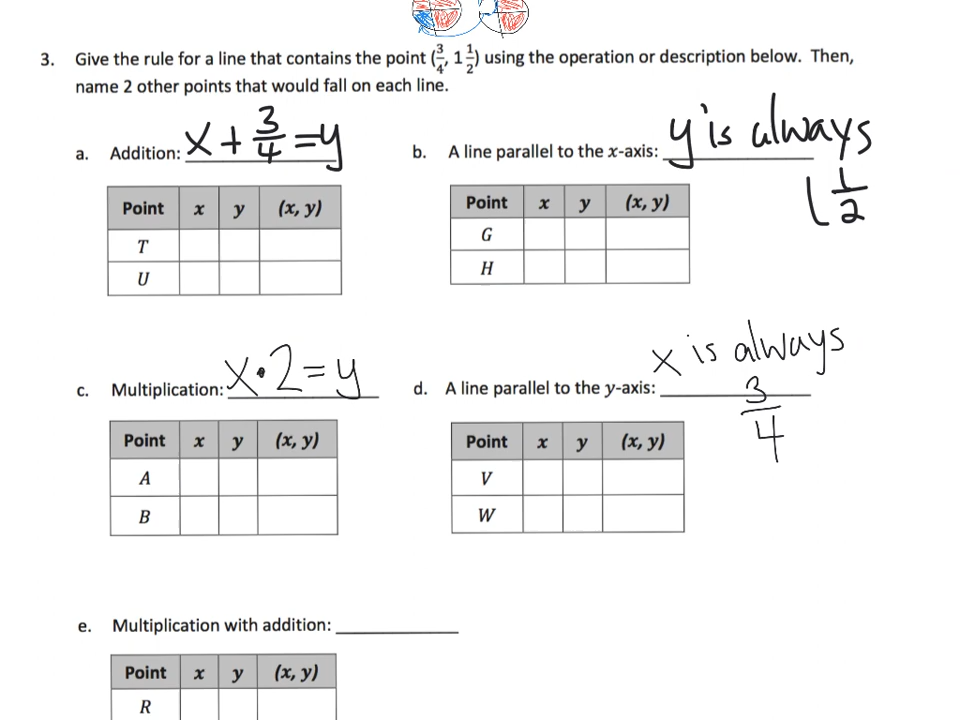 3. Give the rule for a line that contains the point (3/4, 1 1/2) using the operation or description below. Then,
name 2 other points that would fall on each line.
a. Addition: x + 3/4 = y
Point x y (x, y)
T
U
b. A line parallel to the x-axis: y is always
1 1/2
Point x y (x, y)
G
H
c. Multiplication: x · 2 = y
Point x y (x, y)
A
B
d. A line parallel to the y-axis: x is always
3/4
Point x y (x, y)
V
W
e. Multiplication with addition:
Point x y (x, y)
R